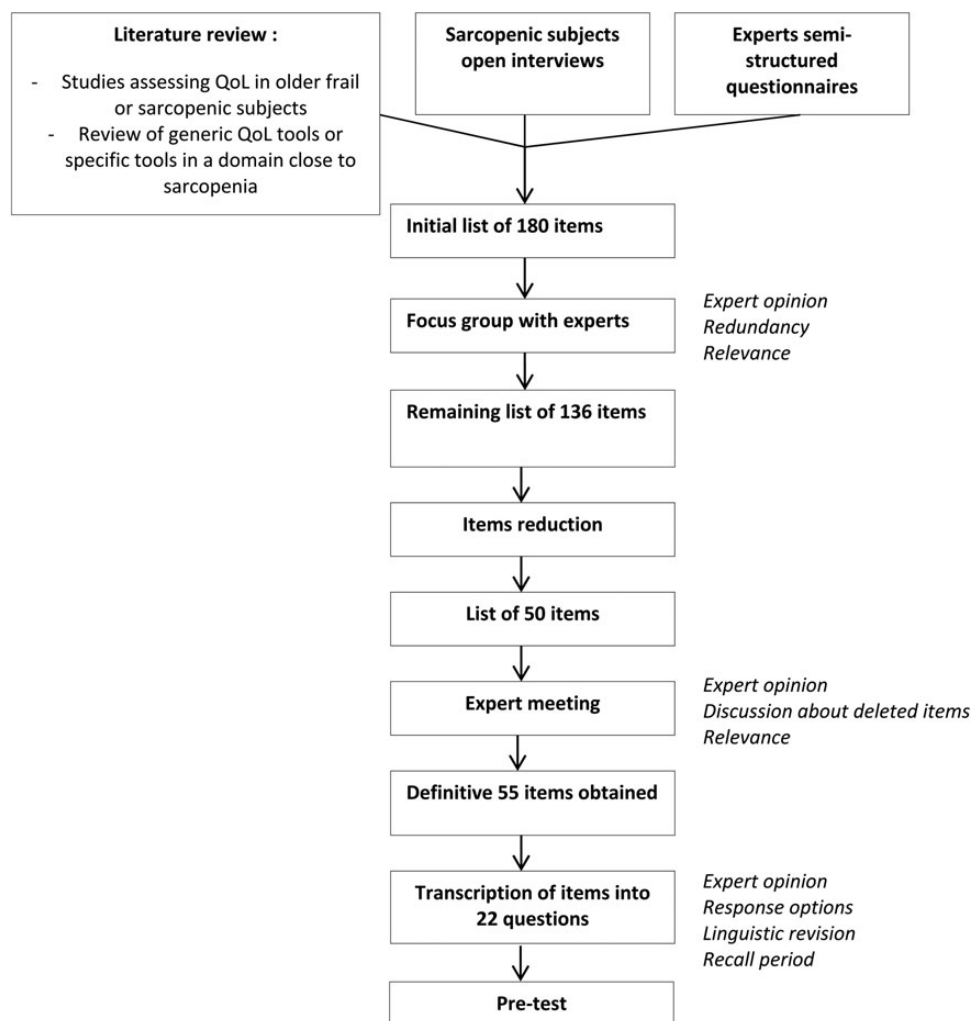 Literature review :
- Studies assessing QoL in older frail
or sarcopenic subjects
- Review of generic QoL tools or
specific tools in a domain close to
sarcopenia
Sarcopenic subjects
open interviews
Experts semi-
structured
questionnaires
Initial list of 180 items
Focus group with experts
Expert opinion
Redundancy
Relevance
Remaining list of 136 items
Items reduction
List of 50 items
Expert meeting
Expert opinion
Discussion about deleted items
Relevance
Definitive 55 items obtained
Transcription of items into
22 questions
Expert opinion
Response options
Linguistic revision
Recall period
Pre-test